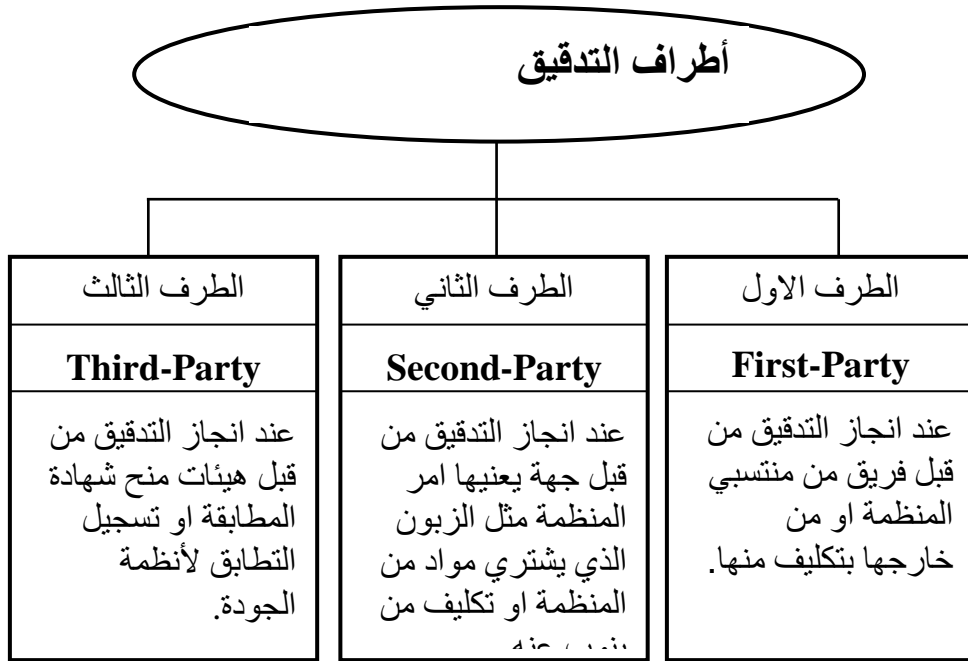 أطراف التدقيق
الطرف الاول
First-Party
عند انجاز التدقيق من
قبل فريق من منتسبي
المنظمة او من
خارجها بتكليف منها.
الطرف الثاني
Second-Party
عند انجاز التدقيق من
قبل جهة يعنيها امر
المنظمة مثل الزبون
الذي يشتري مواد من
المنظمة او تكليف من
الطرف الثالث
Third-Party
عند انجاز التدقيق من
قبل هيئات منح شهادة
المطابقة او تسجيل
التطابق لأنظمة
الجودة.